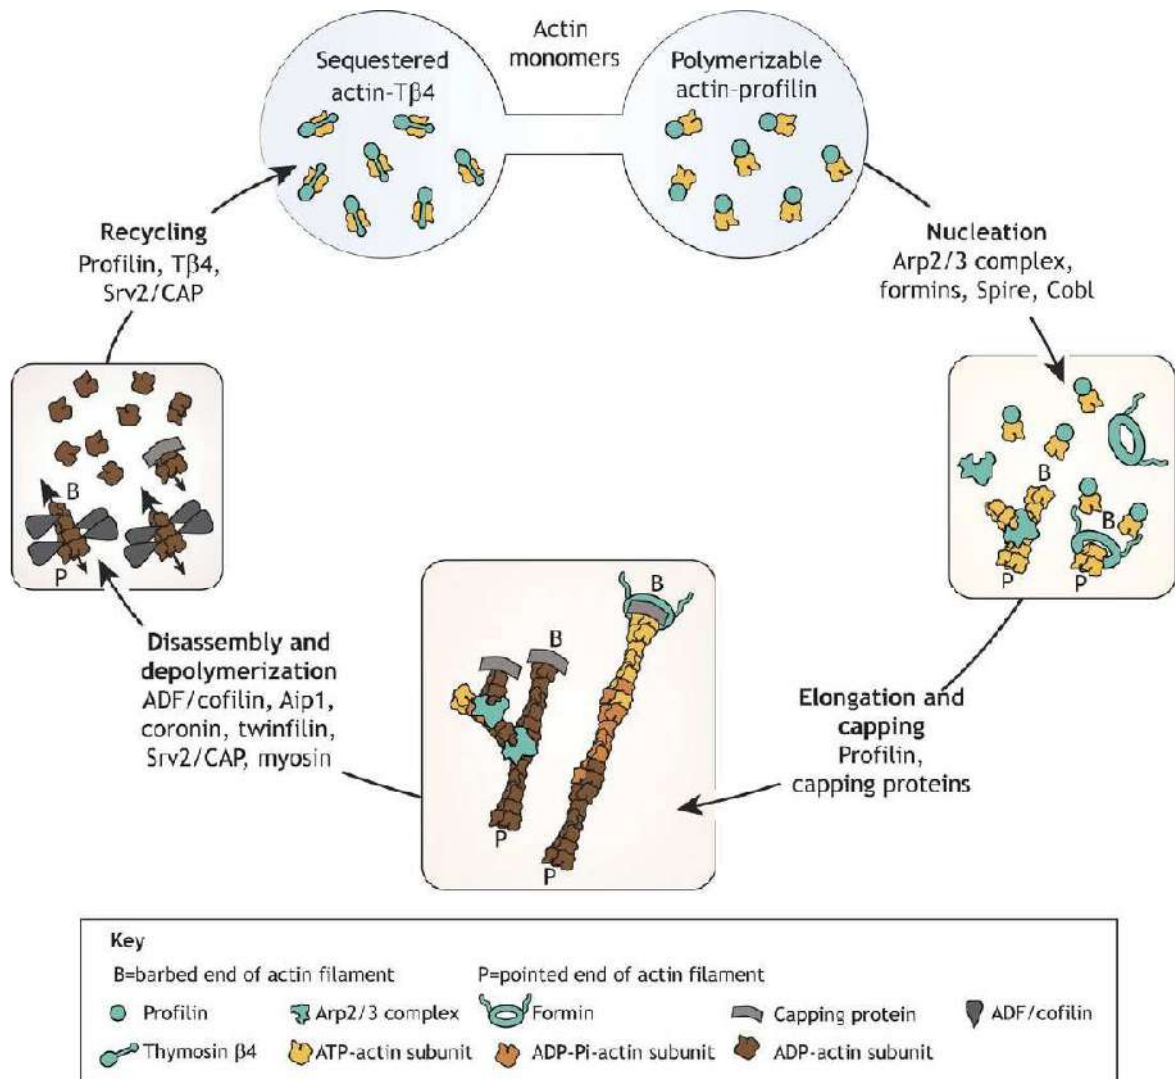 Sequestered
actin-Tβ4
Actin
monomers
Polymerizable
actin-profilin
Recycling
Profilin, Tβ4,
Srv2/CAP
Nucleation
Arp2/3 complex,
formins, Spire, Cobl
B
P
B
P
B
P
B
P
B
P
Disassembly and
depolymerization
ADF/cofilin, Aip1,
coronin, twinfilin,
Srv2/CAP, myosin
Elongation and
capping
Profilin,
capping proteins
Key
B=barbed end of actin filament P=pointed end of actin filament
Profilin Arp2/3 complex Formin Capping protein ADF/cofilin
Thymosin β4 ATP-actin subunit ADP-Pi-actin subunit ADP-actin subunit